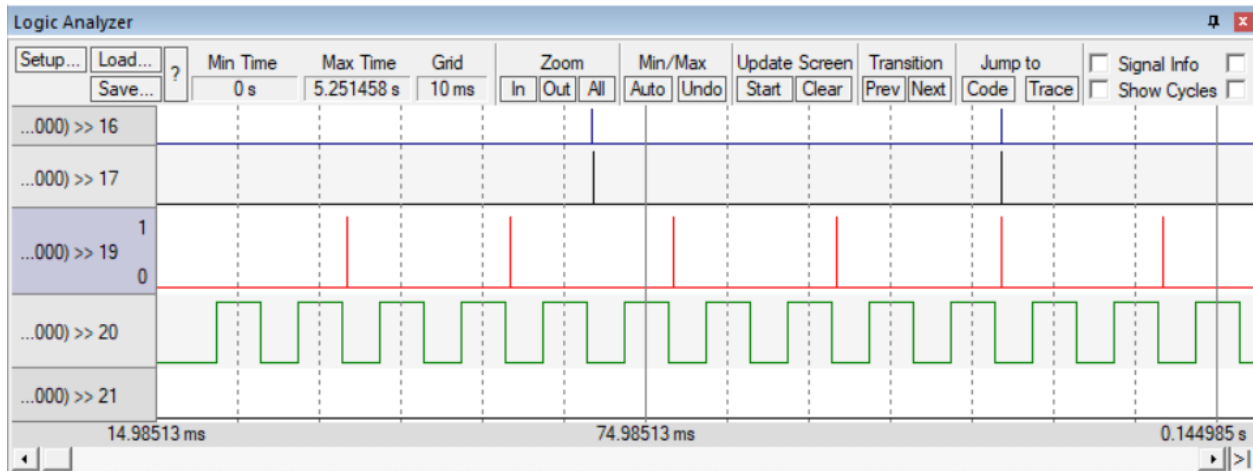 Logic Analyzer
Setup... Load... ? Min Time Max Time Grid Zoom Min/Max Update Screen Transition Jump to Signal Info
Save... 0 s 5.251458 s 10 ms In Out All Auto Undo Start Clear Prev Next Code Trace Show Cycles
...000) >> 16
...000) >> 17
1
...000) >> 19
0
...000) >> 20
...000) >> 21
14.98513 ms 74.98513 ms 0.144985 s